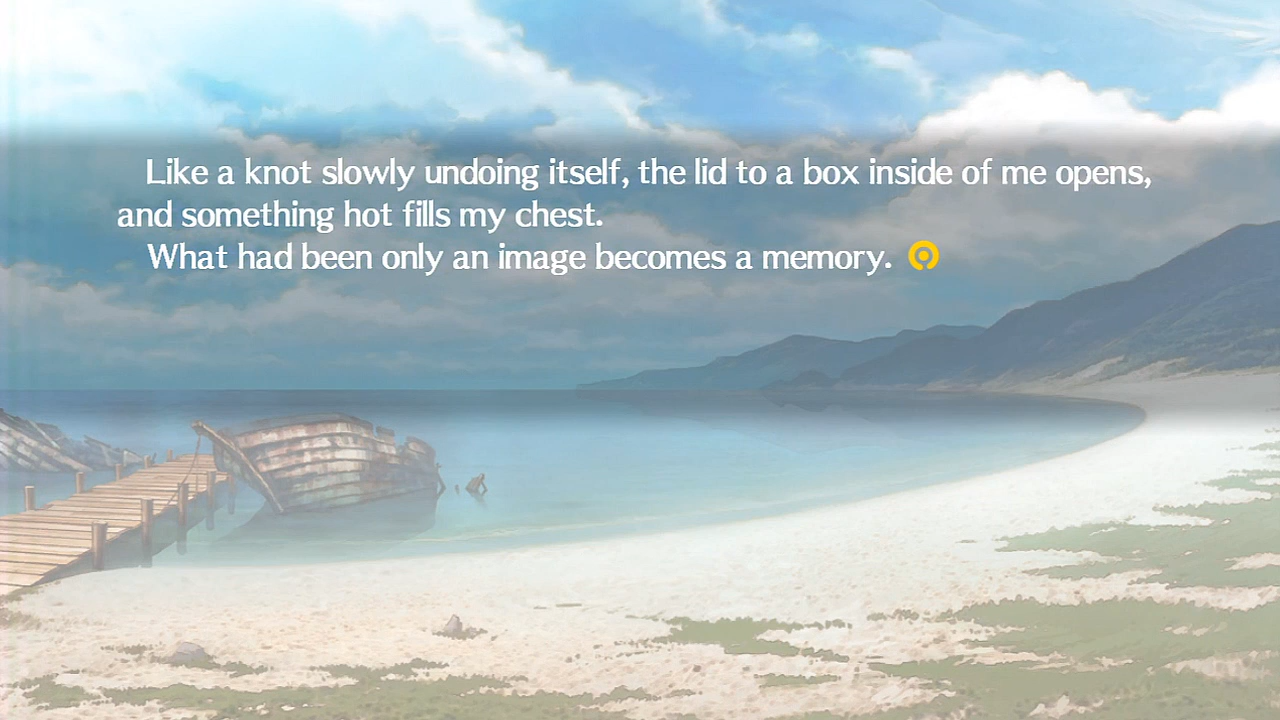 Like a knot slowly undoing itself, the lid to a box inside of me opens,
and something hot fills my chest.
What had been only an image becomes a memory.